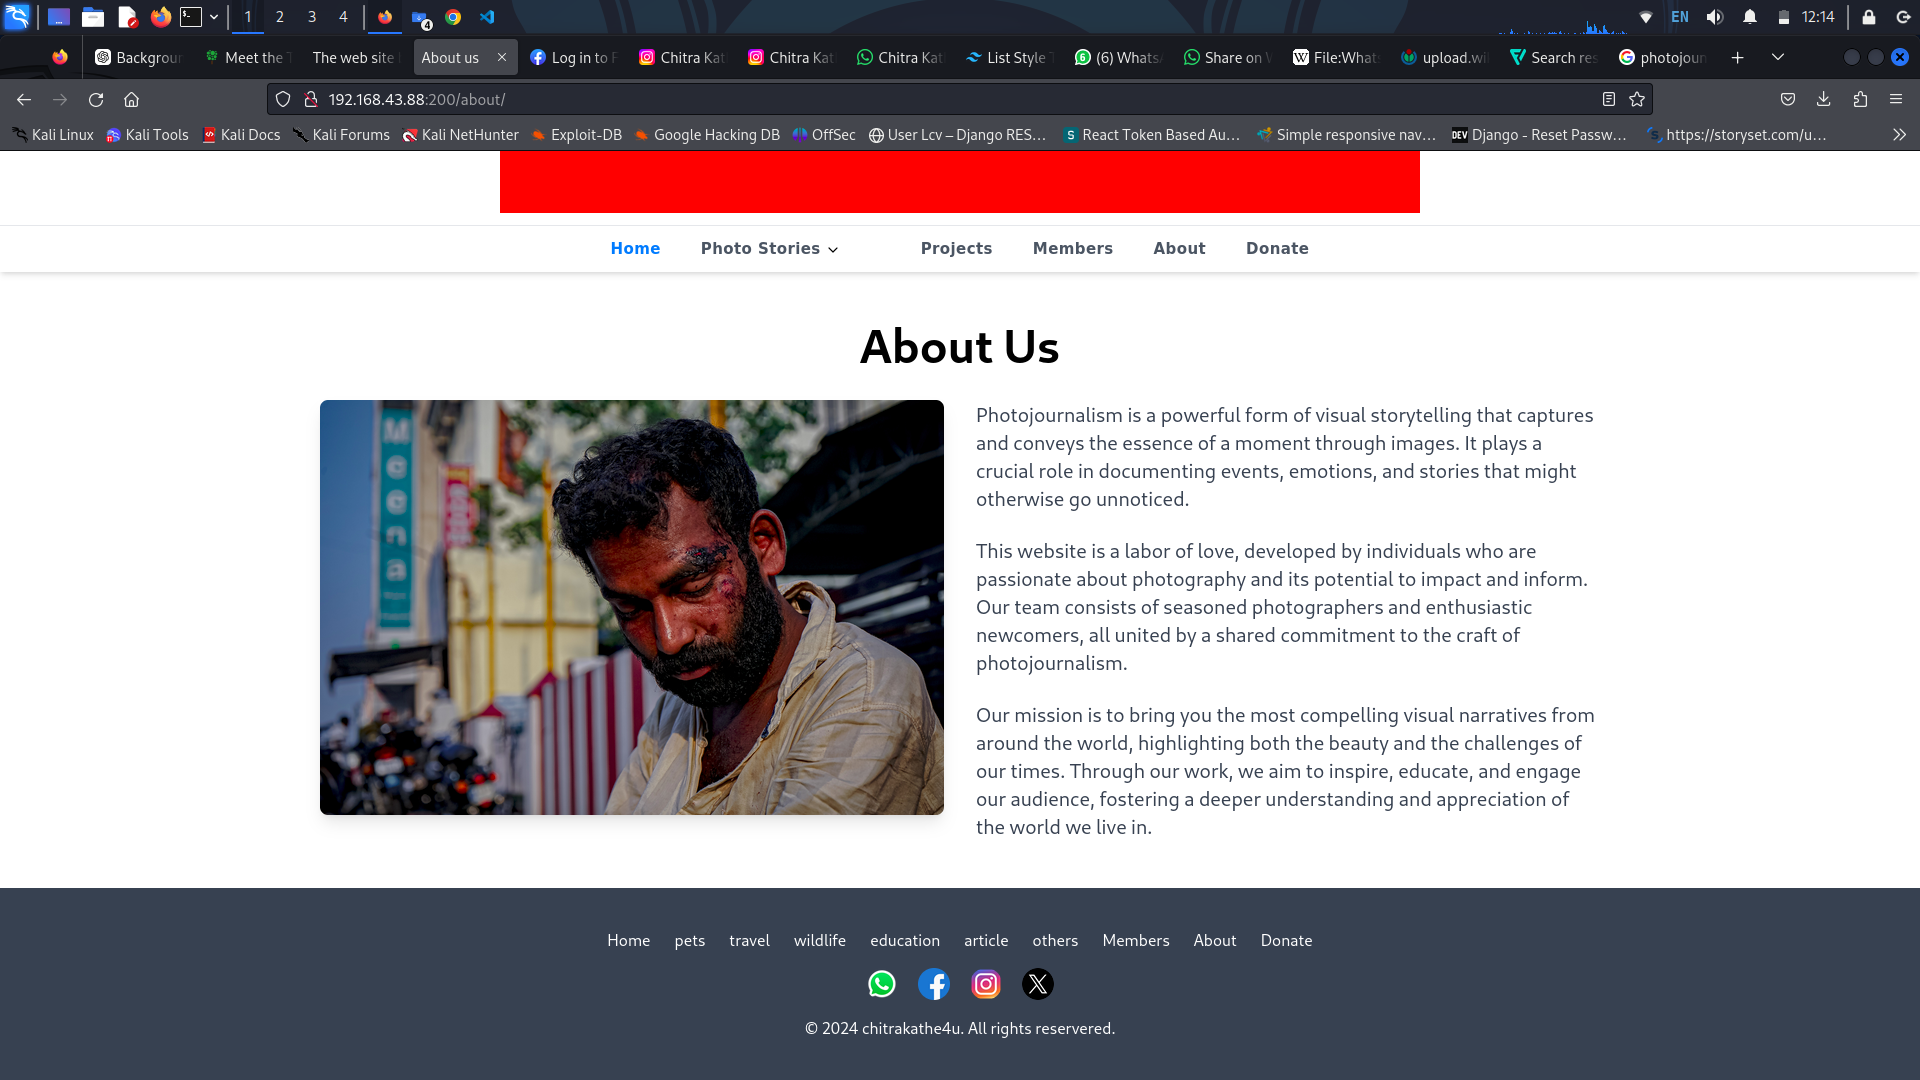 1 2 3 4 4 EN 12:14
Backgroun Meet the T The web site About us Log in to F Chitra Kat Chitra Kat Chitra Kat List Style T (6) Whats Share on W File:What upload.wi Search res photojour
192.168.43.88:200/about/
Kali Linux Kali Tools Kali Docs Kali Forums Kali NetHunter Exploit-DB Google Hacking DB OffSec User Lcv – Django RES… React Token Based Au… Simple responsive nav… DEV Django - Reset Passw… https://storyset.com/u…
Home Photo Stories Projects Members About Donate
About Us
Meena
Photojournalism is a powerful form of visual storytelling that captures
and conveys the essence of a moment through images. It plays a
crucial role in documenting events, emotions, and stories that might
otherwise go unnoticed.
This website is a labor of love, developed by individuals who are
passionate about photography and its potential to impact and inform.
Our team consists of seasoned photographers and enthusiastic
newcomers, all united by a shared commitment to the craft of
photojournalism.
Our mission is to bring you the most compelling visual narratives from
around the world, highlighting both the beauty and the challenges of
our times. Through our work, we aim to inspire, educate, and engage
our audience, fostering a deeper understanding and appreciation of
the world we live in.
Home pets travel wildlife education article others Members About Donate
© 2024 chitrakathe4u. All rights reservered.